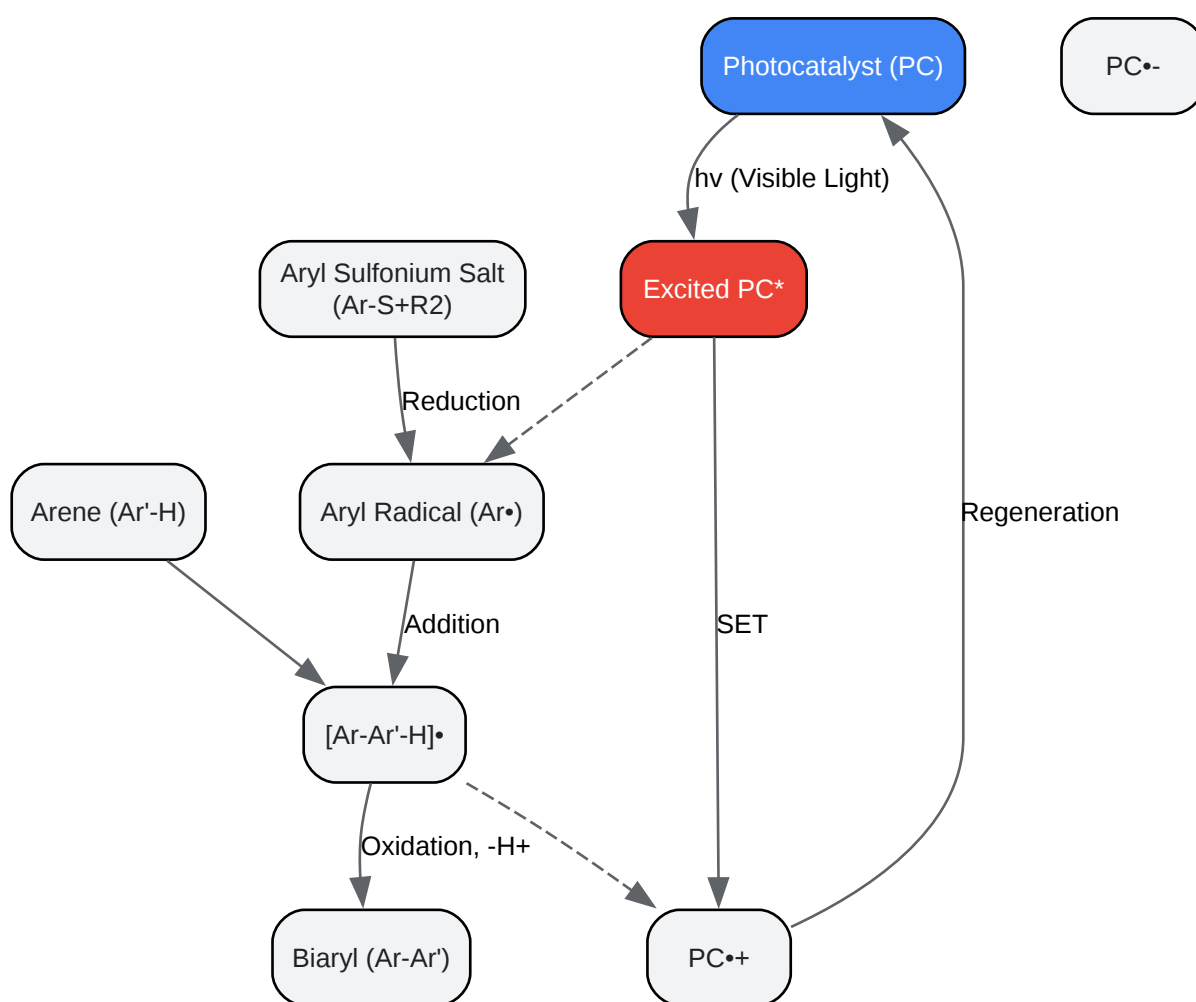 Photocatalyst (PC)
PC•-
hv (Visible Light)
Aryl Sulfonium Salt
(Ar-S+R2)
Excited PC*
Reduction
Arene (Ar'-H)
Aryl Radical (Ar•)
Regeneration
Addition
SET
[Ar-Ar'-H]•
Oxidation, -H+
Biaryl (Ar-Ar')
PC•+